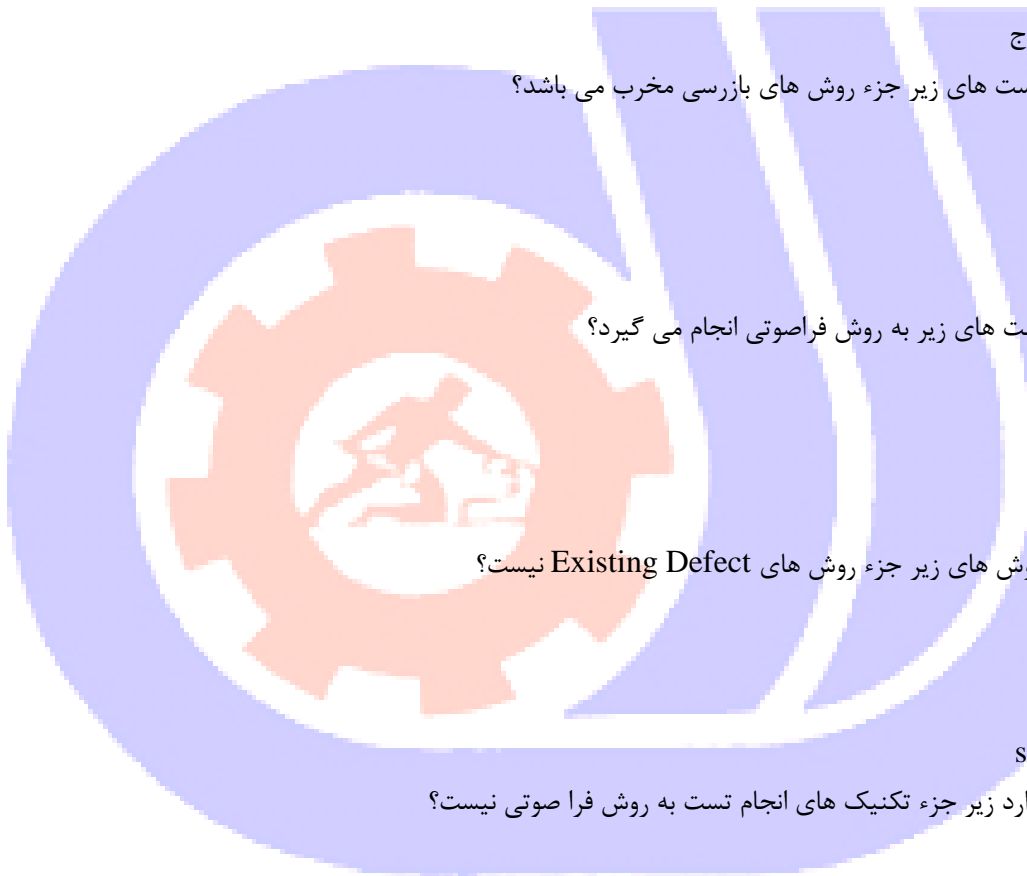 ج
ست های زیر جزء روش های بازرسی مخرب می باشد؟
ت های زیر به روش فراصوتی انجام می گیرد؟
وش های زیر جزء روش های Existing Defect نیست؟
s
ارد زیر جزء تکنیک های انجام تست به روش فرا صوتی نیست؟